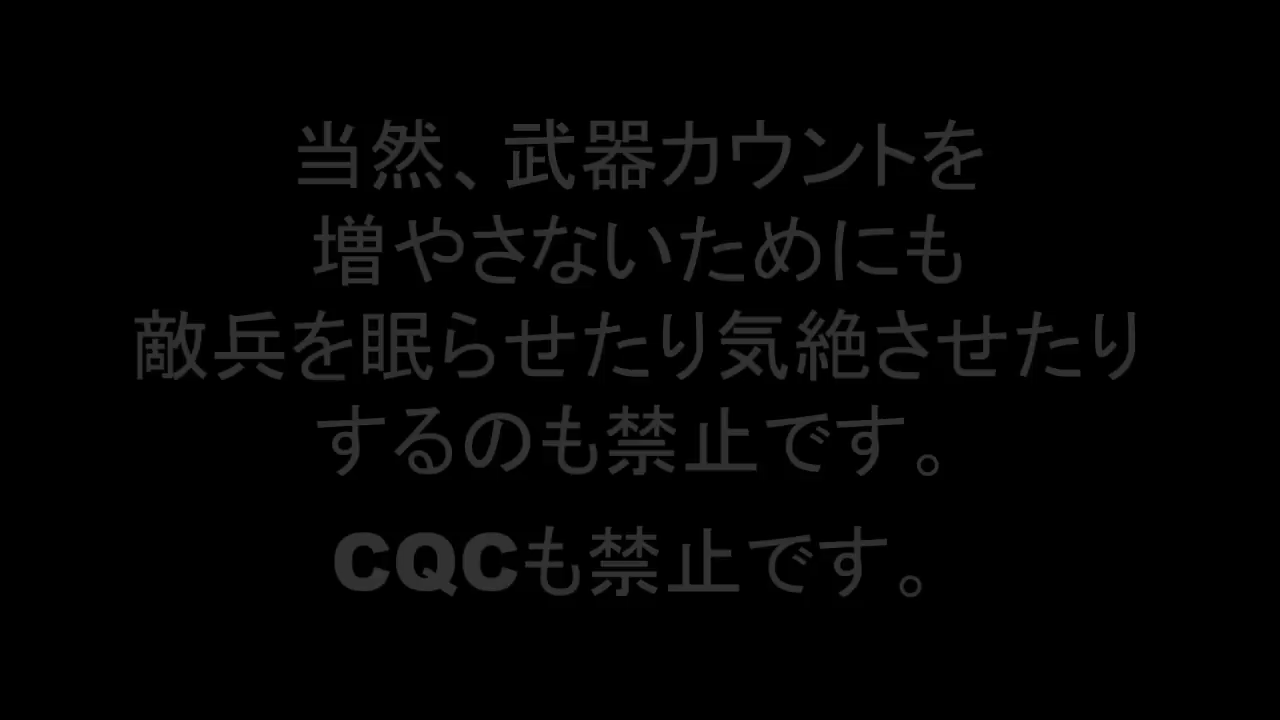 当然、武器カウントを
増やさないためにも
敵兵を眠らせたり気絶させたり
するのも禁止です。
CQCも禁止です。